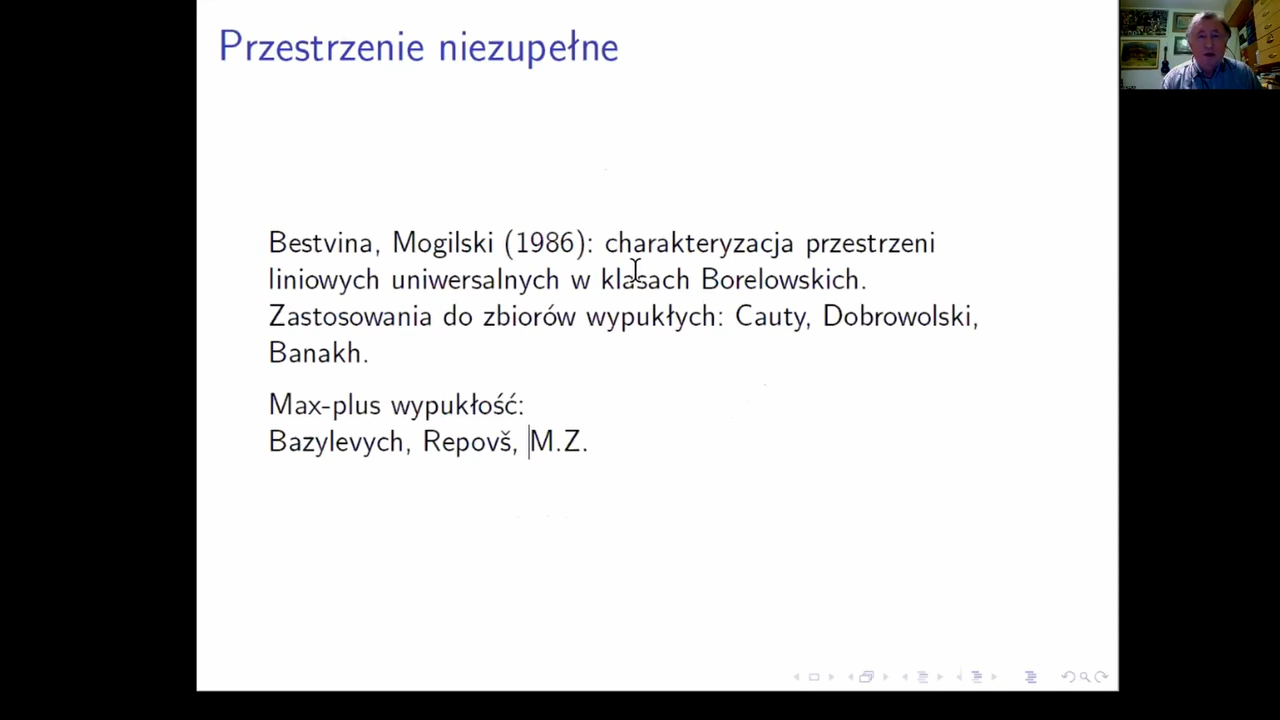 Przestrzenie niezupełne
Bestvina, Mogilski (1986): charakteryzacja przestrzeni
liniowych uniwersalnych w klasach Borelowskich.
Zastosowania do zbiorów wypukłych: Cauty, Dobrowolski,
Banakh.
Max-plus wypukłość:
Bazylevych, Repovš, M.Z.